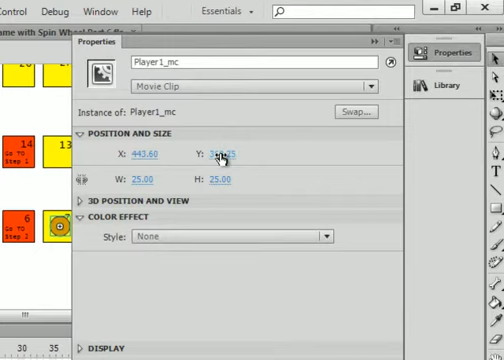 Control Debug Window Help
Essentials
ame with Spin Wheel Part 6
Properties
Player1_mc
Movie Clip
Instance of: Player1_mc
Swap...
POSITION AND SIZE
X: 443.60 Y:
W: 25.00 H: 25.00
3D POSITION AND VIEW
COLOR EFFECT
Style: None
DISPLAY
Properties
Library
14
Go TO
Step 1
6
Go TO
Step 1
30 35